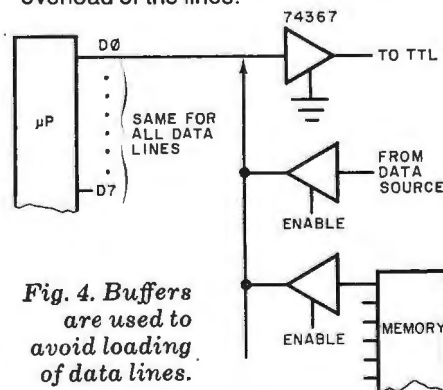 overhead of the lines.
74367
DØ
TO TTL
µP
SAME FOR
ALL DATA
LINES
FROM
DATA
SOURCE
D7
ENABLE
Fig. 4. Buffers
are used to
avoid loading
of data lines.
ENABLE
MEMORY